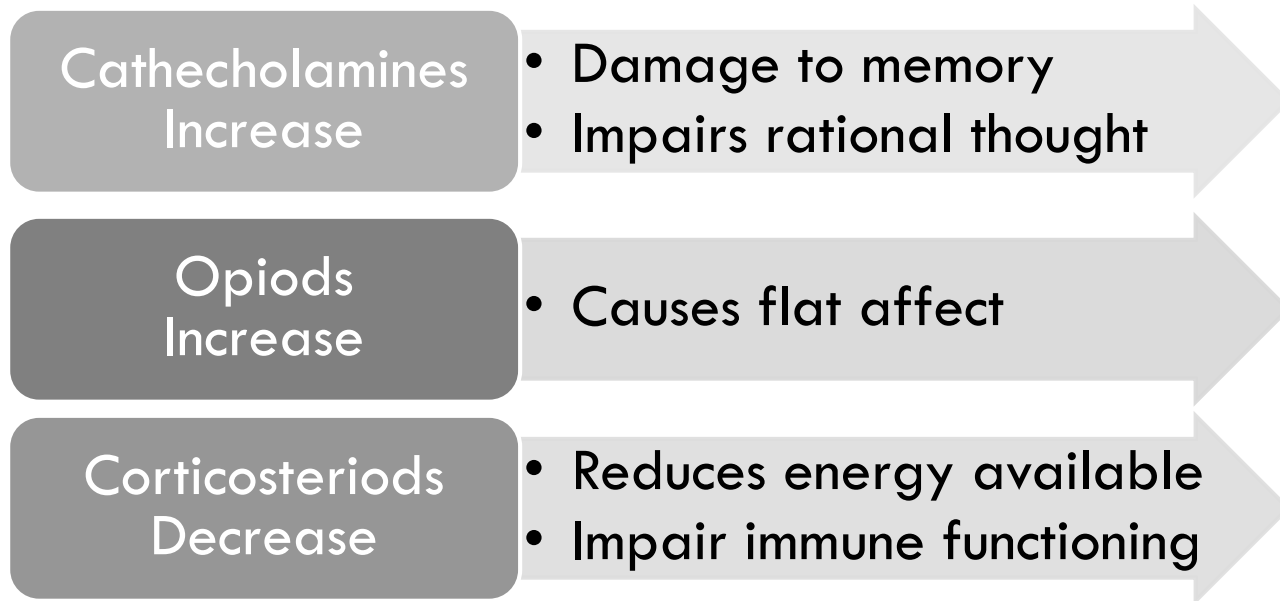 Cathecholamines
Increase
• Damage to memory
• Impairs rational thought
Opiods
Increase
• Causes flat affect
Corticosteriods
Decrease
• Reduces energy available
• Impair immune functioning